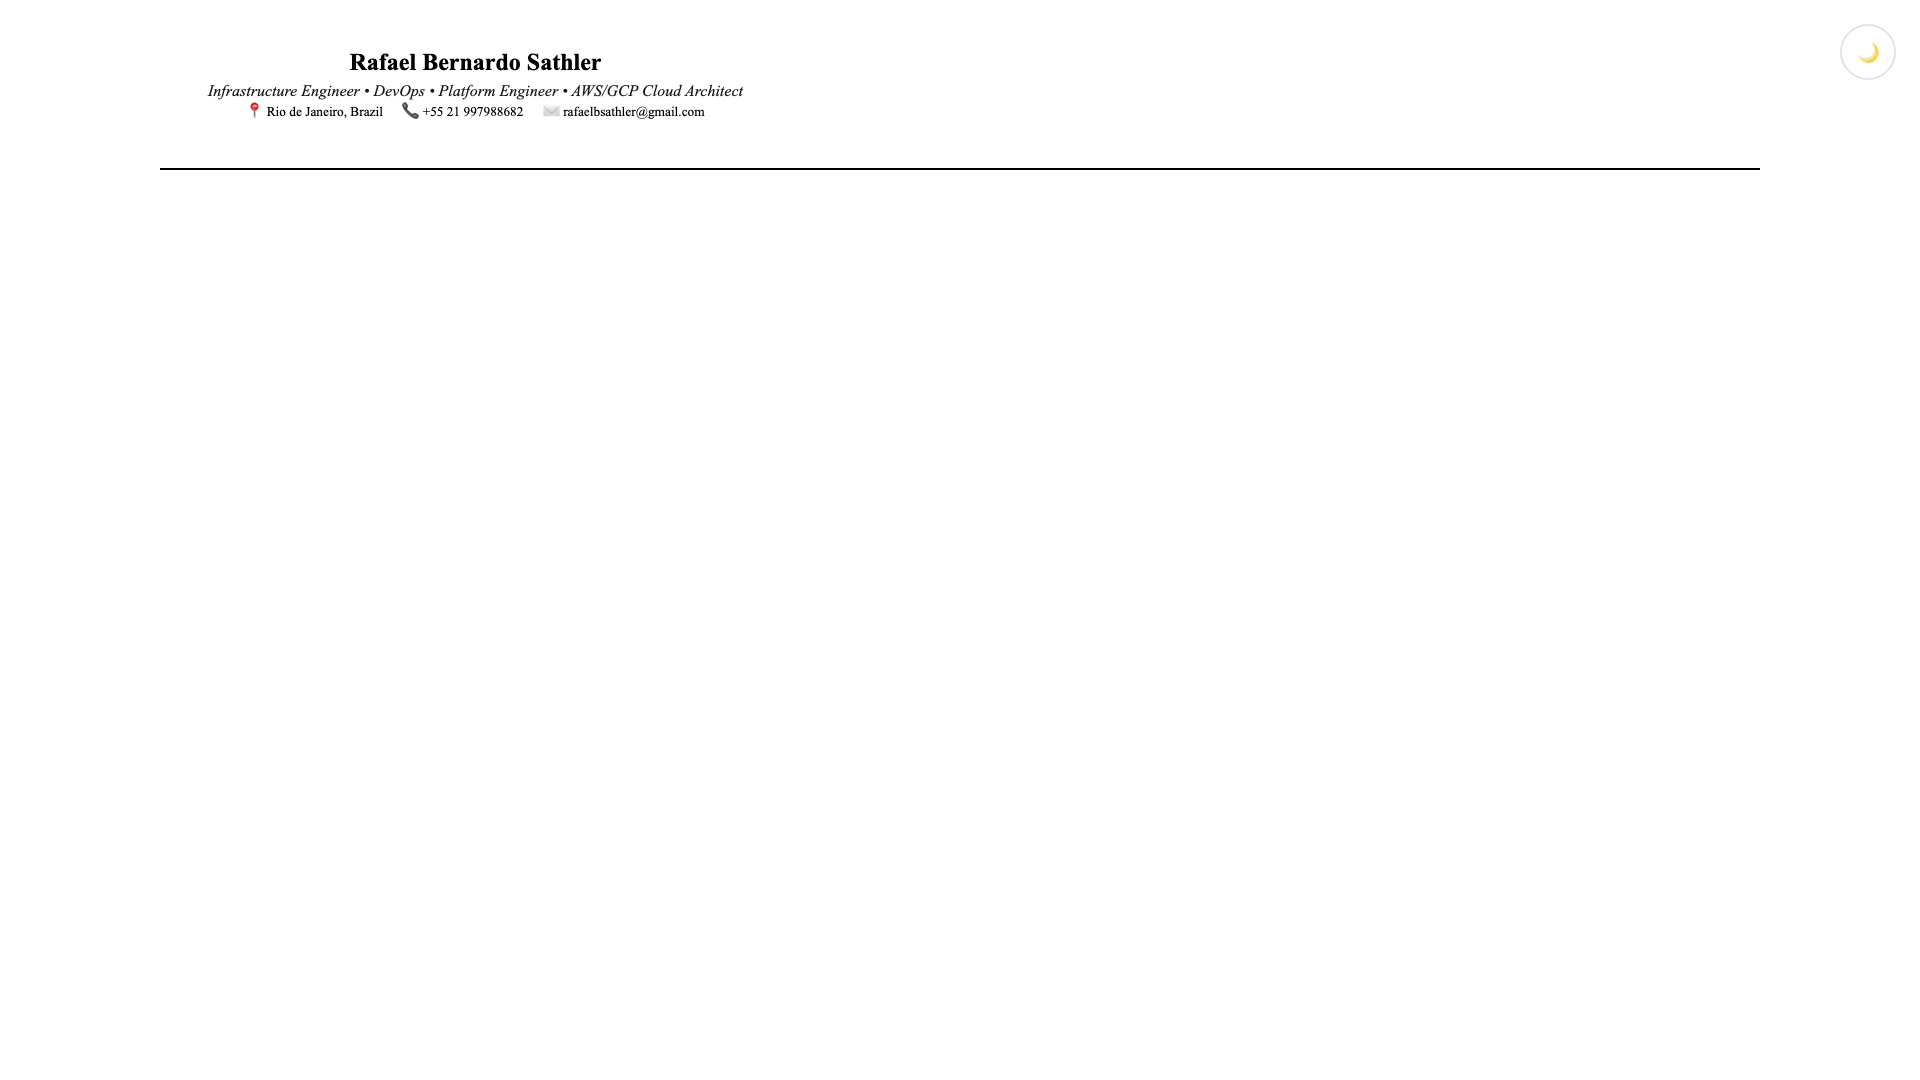 Rafael Bernardo Sathler
Infrastructure Engineer • DevOps • Platform Engineer • AWS/GCP Cloud Architect
📍 Rio de Janeiro, Brazil 📞 +55 21 997988682 ✉️ rafaelbsathler@gmail.com